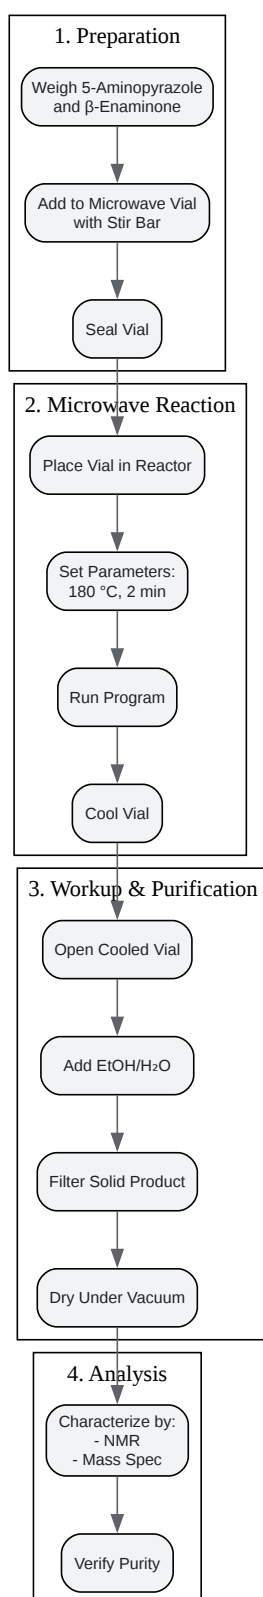 1. Preparation
Weigh 5-Aminopyrazole
and β-Enaminone
Add to Microwave Vial
with Stir Bar
Seal Vial
2. Microwave Reaction
Place Vial in Reactor
Set Parameters:
180 °C, 2 min
Run Program
Cool Vial
3. Workup & Purification
Open Cooled Vial
Add EtOH/H₂O
Filter Solid Product
Dry Under Vacuum
4. Analysis
Characterize by:
- NMR
- Mass Spec
Verify Purity